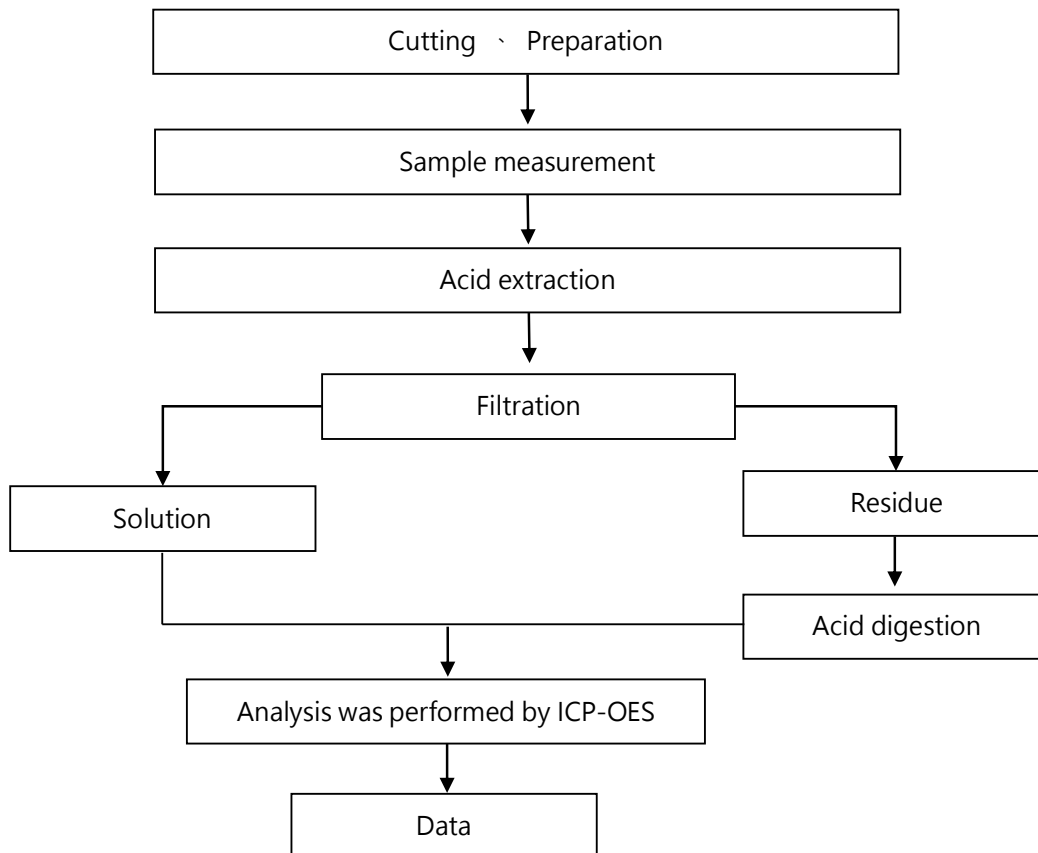 Cutting 、 Preparation
Sample measurement
Acid extraction
Filtration
Solution
Residue
Acid digestion
Analysis was performed by ICP-OES
Data